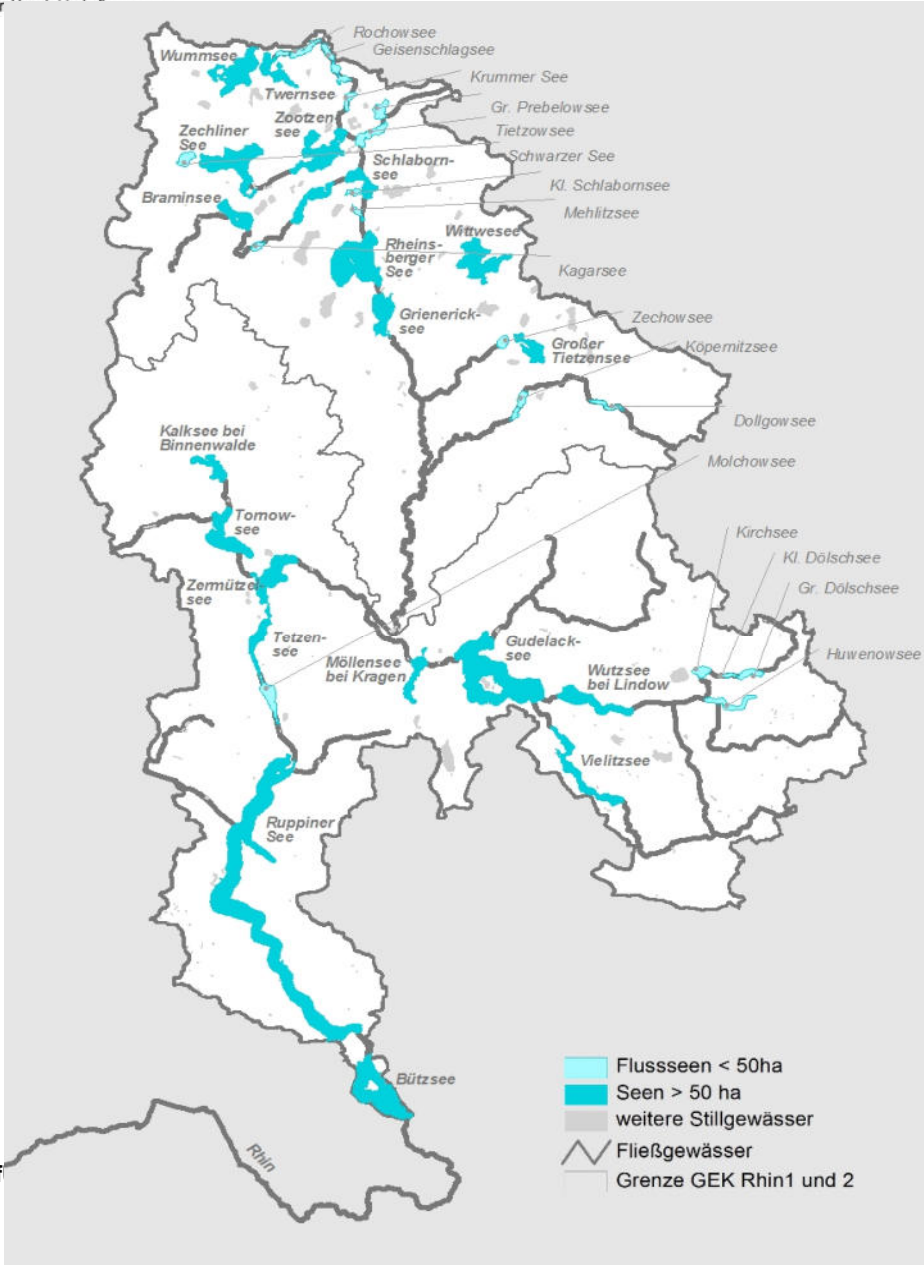 Rochowsee
Geisenschlagsee
Wummsee
Krummer See
Twernsee
Gr. Prebelowsee
Zootzen-
see
Tietzowsee
Zechliner
See
Schwarzer See
Schlaborn-
see
Kl. Schlabornsee
Braminsee
Mehlitzsee
Wittwesee
Rheins-
berger
See
Kagarsee
Grienerick-
see
Zechowsee
Großer
Tietzensee
Köpernitzsee
Dollgowsee
Kalksee bei
Binnenwalde
Molchowsee
Tornow-
see
Kirchsee
Kl. Dölschsee
Gr. Dölschsee
Zermützel-
see
Tetzen-
see
Gudelack-
see
Huwenowsee
Möllensee
bei Kragen
Wutzsee
bei Lindow
Vielitzsee
Ruppiner
See
Bützsee
Rhin
Flussseen < 50ha
Seen > 50 ha
weitere Stillgewässer
Fließgewässer
Grenze GEK Rhin1 und 2